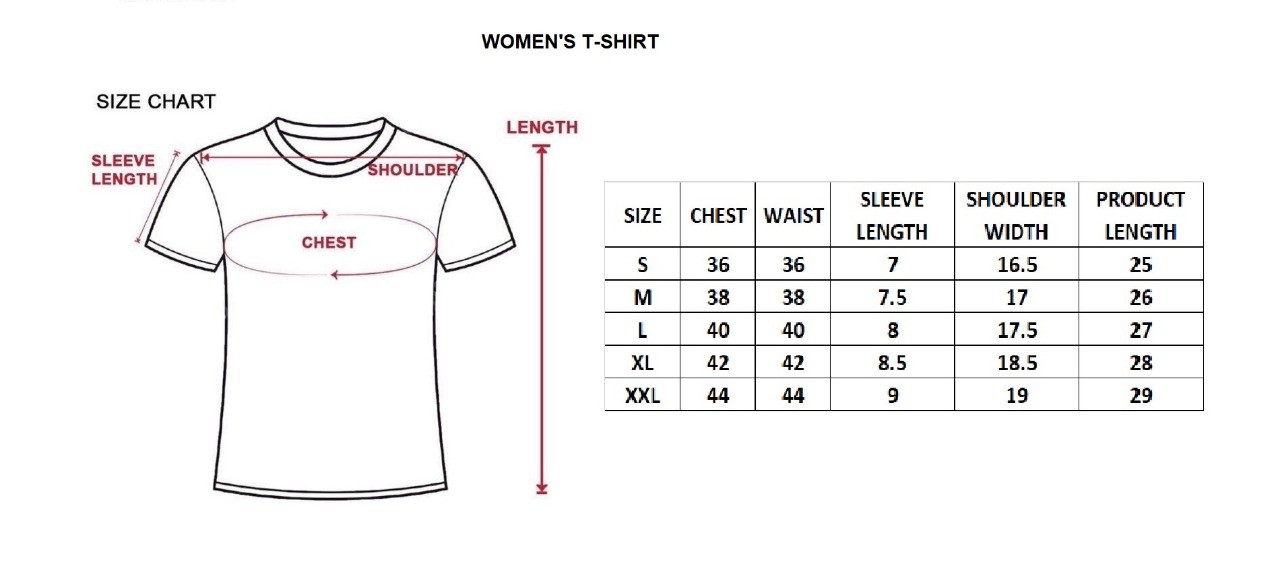 WOMEN'S T-SHIRT
SIZE CHART
LENGTH
SLEEVE
LENGTH
SHOULDER
CHEST
SIZE CHEST WAIST SLEEVE LENGTH SHOULDER WIDTH PRODUCT LENGTH
S 36 36 7 16.5 25
M 38 38 7.5 17 26
L 40 40 8 17.5 27
XL 42 42 8.5 18.5 28
XXL 44 44 9 19 29